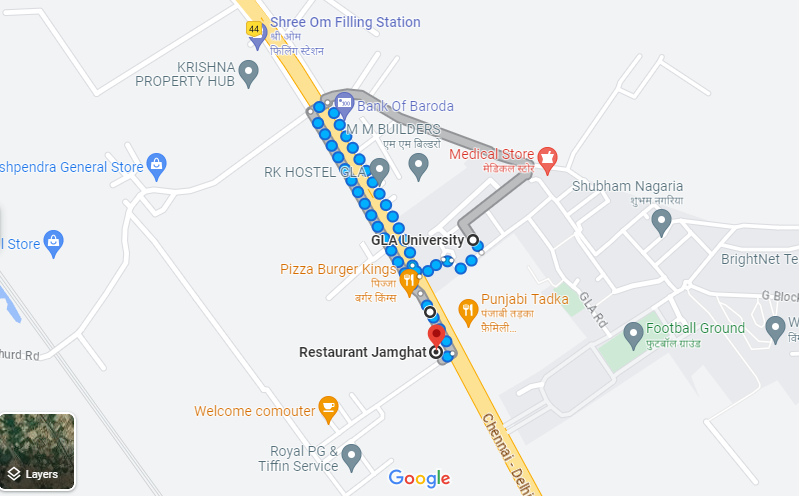 44
Shree Om Filling Station
श्री ओम
फिलिंग स्टेशन
KRISHNA
PROPERTY HUB
Bank Of Baroda
M M BUILDERS
एम एम बिल्डरो
shpendra General Store
RK HOSTEL GLA
Medical Store
मेडिकल स्टोर
Shubham Nagaria
शुभम नगरिया
l Store
GLA University
BrightNet Te
Pizza Burger Kings
पिज्जा
बर्गर किंग्स
Punjabi Tadka
पंजाबी तड़का
फ़ैमिली...
GLA Rd
G Block
Football Ground
फुटबॉल ग्राउंड
W
वि
hurd Rd
Restaurant Jamghat
Welcome comouter
Chennai - Delhi
Royal PG &
Tiffin Service
Layers
Google